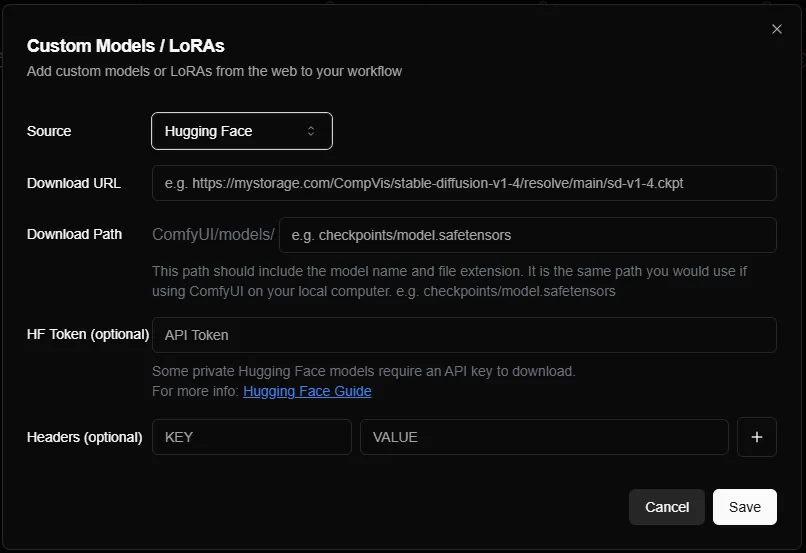 Custom Models / LoRAs
Add custom models or LoRAs from the web to your workflow
Source
Hugging Face
Download URL
e.g. https://mystorage.com/CompVis/stable-diffusion-v1-4/resolve/main/sd-v1-4.ckpt
Download Path
ComfyUI/models/
e.g. checkpoints/model.safetensors
This path should include the model name and file extension. It is the same path you would use if
using ComfyUI on your local computer. e.g. checkpoints/model.safetensors
HF Token (optional)
API Token
Some private Hugging Face models require an API key to download.
For more info: Hugging Face Guide
Headers (optional)
KEY
VALUE
Cancel
Save